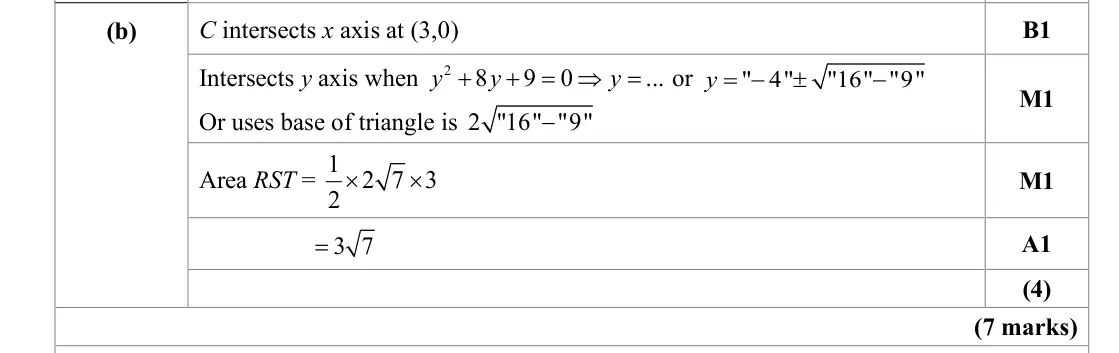 (b) C intersects x axis at (3,0) B1
Intersects y axis when y² + 8y + 9 = 0 ⇒ y = ... or y = "− 4"± √"16"−"9"
Or uses base of triangle is 2√"16"−"9" M1
Area RST = 1/2 × 2√7 × 3 M1
= 3√7 A1
(4)
(7 marks)